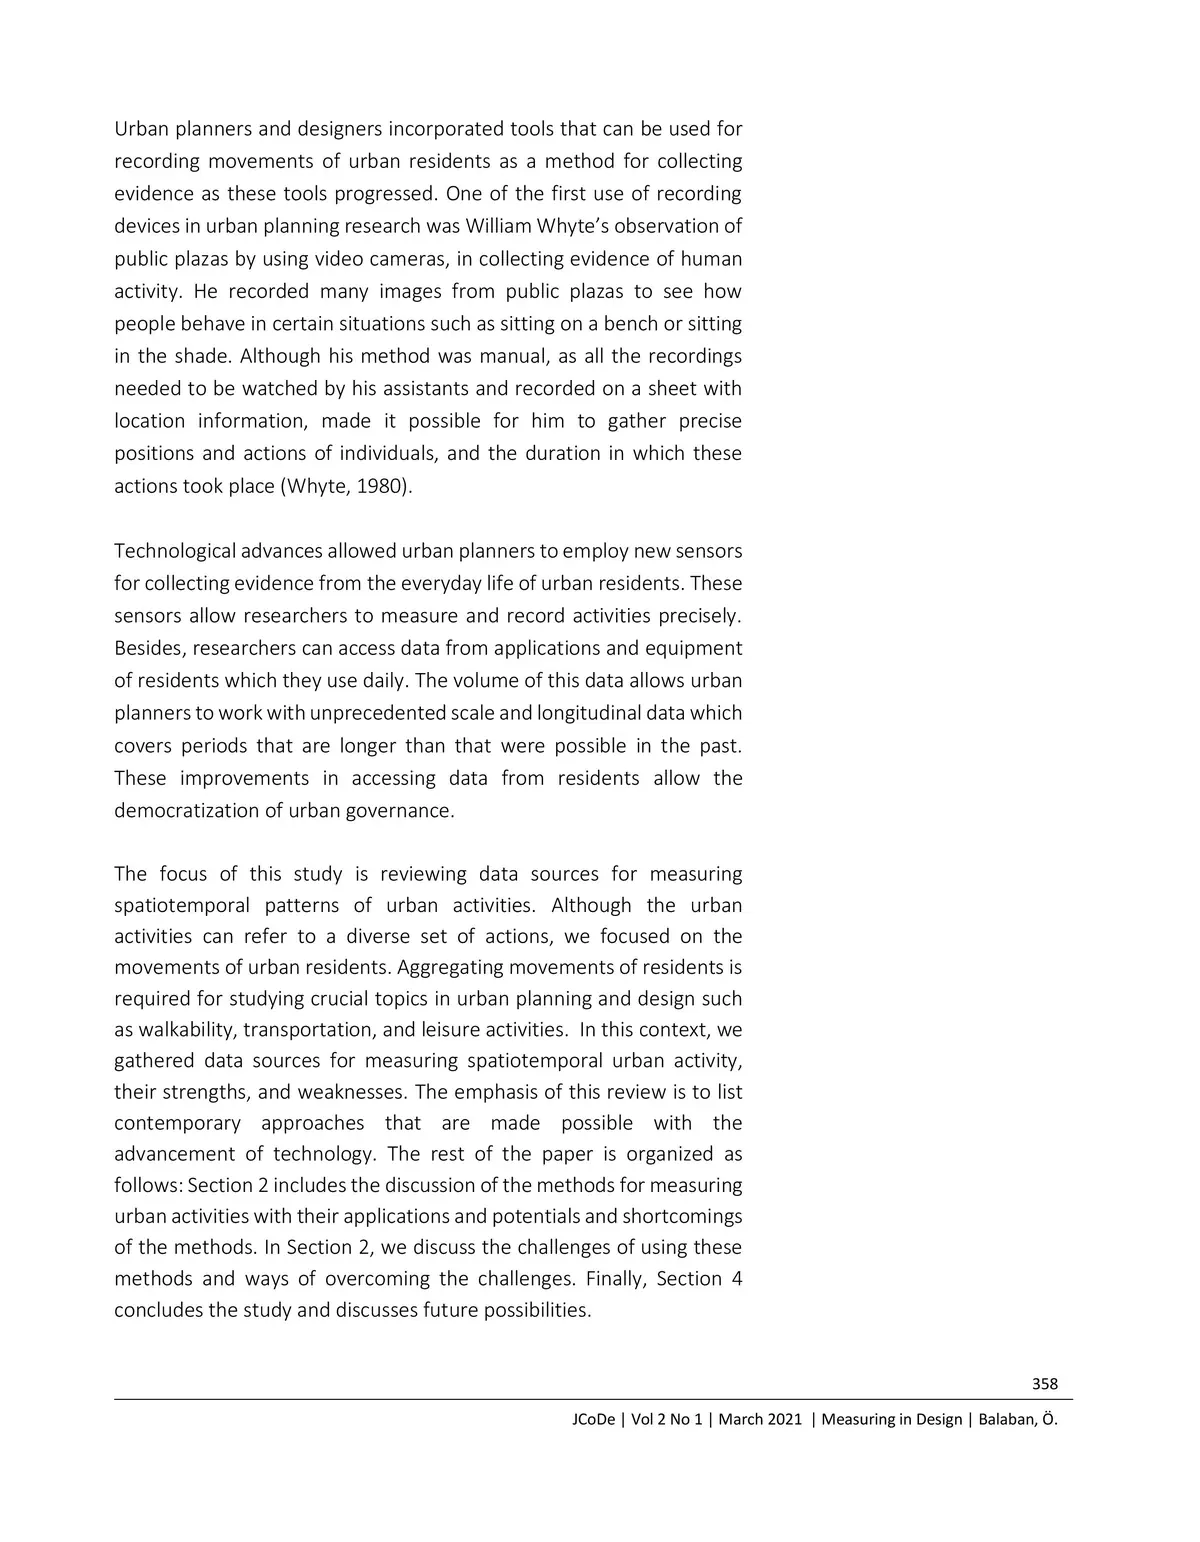 Urban planners and designers incorporated tools that can be used for
recording movements of urban residents as a method for collecting
evidence as these tools progressed. One of the first use of recording
devices in urban planning research was William Whyte’s observation of
public plazas by using video cameras, in collecting evidence of human
activity. He recorded many images from public plazas to see how
people behave in certain situations such as sitting on a bench or sitting
in the shade. Although his method was manual, as all the recordings
needed to be watched by his assistants and recorded on a sheet with
location information, made it possible for him to gather precise
positions and actions of individuals, and the duration in which these
actions took place (Whyte, 1980).
Technological advances allowed urban planners to employ new sensors
for collecting evidence from the everyday life of urban residents. These
sensors allow researchers to measure and record activities precisely.
Besides, researchers can access data from applications and equipment
of residents which they use daily. The volume of this data allows urban
planners to work with unprecedented scale and longitudinal data which
covers periods that are longer than that were possible in the past.
These improvements in accessing data from residents allow the
democratization of urban governance.
The focus of this study is reviewing data sources for measuring
spatiotemporal patterns of urban activities. Although the urban
activities can refer to a diverse set of actions, we focused on the
movements of urban residents. Aggregating movements of residents is
required for studying crucial topics in urban planning and design such
as walkability, transportation, and leisure activities. In this context, we
gathered data sources for measuring spatiotemporal urban activity,
their strengths, and weaknesses. The emphasis of this review is to list
contemporary approaches that are made possible with the
advancement of technology. The rest of the paper is organized as
follows: Section 2 includes the discussion of the methods for measuring
urban activities with their applications and potentials and shortcomings
of the methods. In Section 2, we discuss the challenges of using these
methods and ways of overcoming the challenges. Finally, Section 4
concludes the study and discusses future possibilities.
358
JCoDe | Vol 2 No 1 | March 2021 | Measuring in Design | Balaban, Ö.